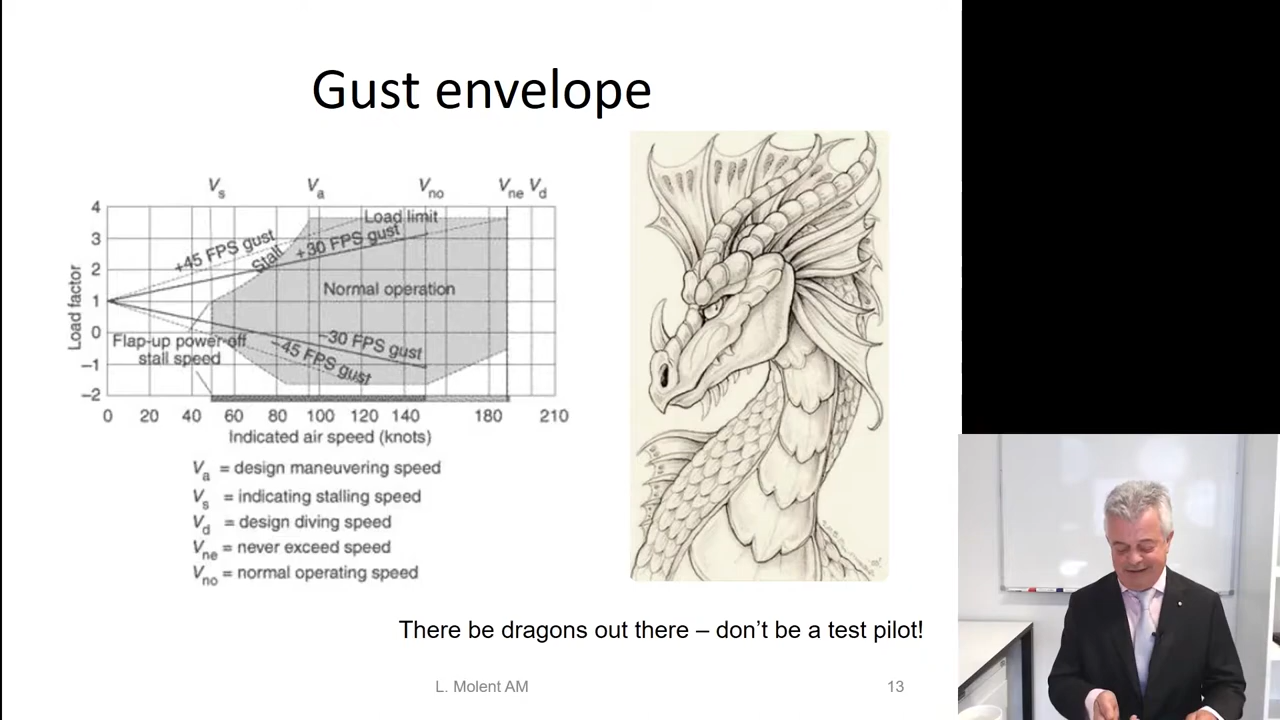 Gust envelope
Vs Va Vno Vne Vd
4
3
2
1
0
−1
−2
Load factor
Load limit
+45 FPS gust
+30 FPS gust
Stall
Normal operation
Flap-up power-off
stall speed
−30 FPS gust
−45 FPS gust
0 20 40 60 80 100 120 140 180 210
Indicated air speed (knots)
Va = design maneuvering speed
Vs = indicating stalling speed
Vd = design diving speed
Vne = never exceed speed
Vno = normal operating speed
There be dragons out there – don’t be a test pilot!
L. Molent AM
13